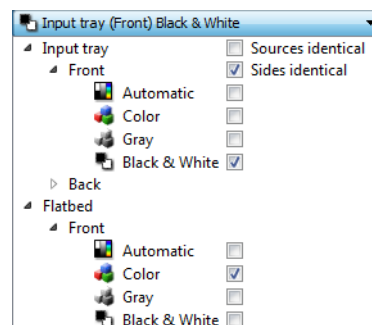 Input tray (Front) Black & White
Input tray Sources identical
Front Sides identical
Automatic
Color
Gray
Black & White
Back
Flatbed
Front
Automatic
Color
Gray
Black & White